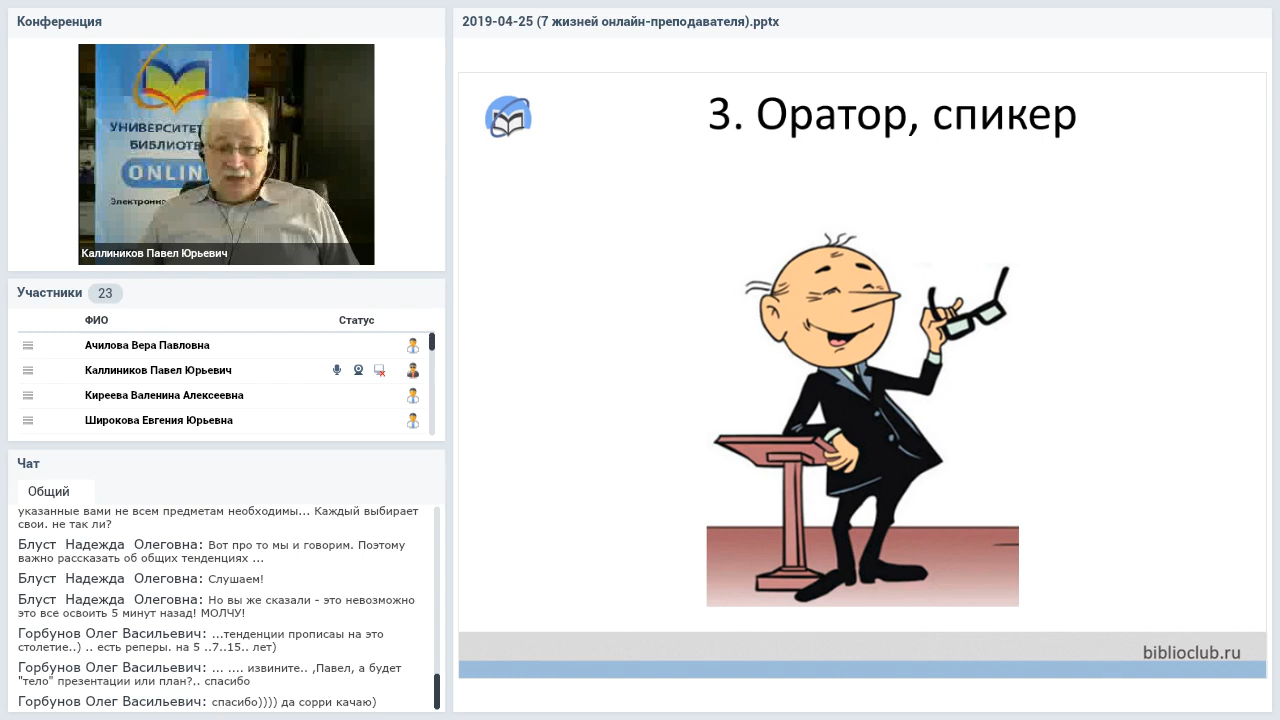 Конференция
УНИВЕРСИТЕТ
БИБЛИОТЕ
ONLIN
Электронно
Каллиников Павел Юрьевич
Участники 23
ФИО Статус
Ачилова Вера Павловна
Каллиников Павел Юрьевич
Киреева Валенина Алексеевна
Широкова Евгения Юрьевна
Чат
Общий
указанные вами не всем предметам необходимы... Каждый выбирает
свои. не так ли?
Блуст Надежда Олеговна: Вот про то мы и говорим. Поэтому
важно рассказать об общих тенденциях ...
Блуст Надежда Олеговна: Слушаем!
Блуст Надежда Олеговна: Но вы же сказали - это невозможно
это все освоить 5 минут назад! МОЛЧУ!
Горбунов Олег Васильевич: ...тенденции прописаы на это
столетие..) .. есть реперы. на 5 ..7..15.. лет)
Горбунов Олег Васильевич: ... .... извините.. ,Павел, а будет
"тело" презентации или план?.. спасибо
Горбунов Олег Васильевич: спасибо)))) да сорри качаю)
2019-04-25 (7 жизней онлайн-преподавателя).pptx
3. Оратор, спикер
biblioclub.ru